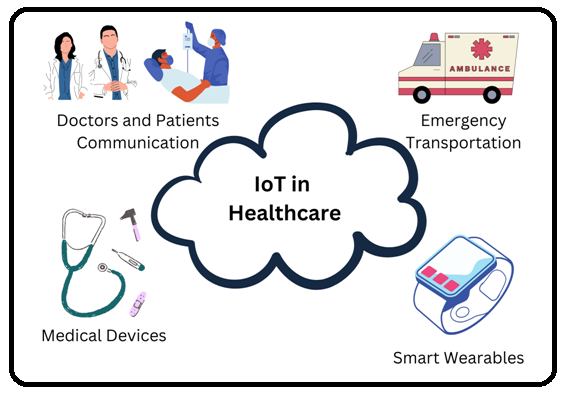 Doctors and Patients
Communication
AMBULANCE
Emergency
Transportation
IoT in
Healthcare
Medical Devices
Smart Wearables